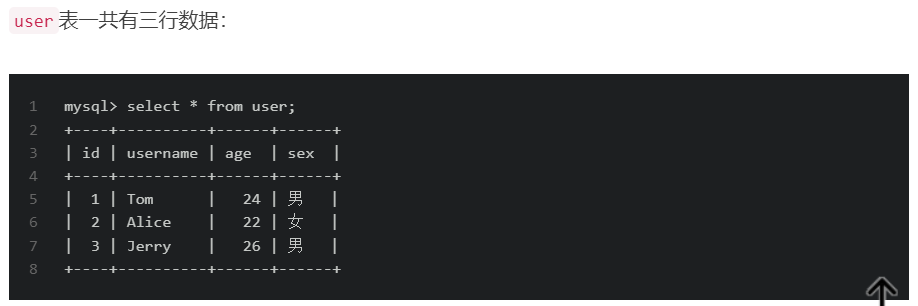 user表一共有三行数据：
1 mysql> select * from user;
2 +----+----------+------+------+
3 | id | username | age  | sex  |
4 +----+----------+------+------+
5 |  1 | Tom      |   24 | 男   |
6 |  2 | Alice    |   22 | 女   |
7 |  3 | Jerry    |   26 | 男   |
8 +----+----------+------+------+